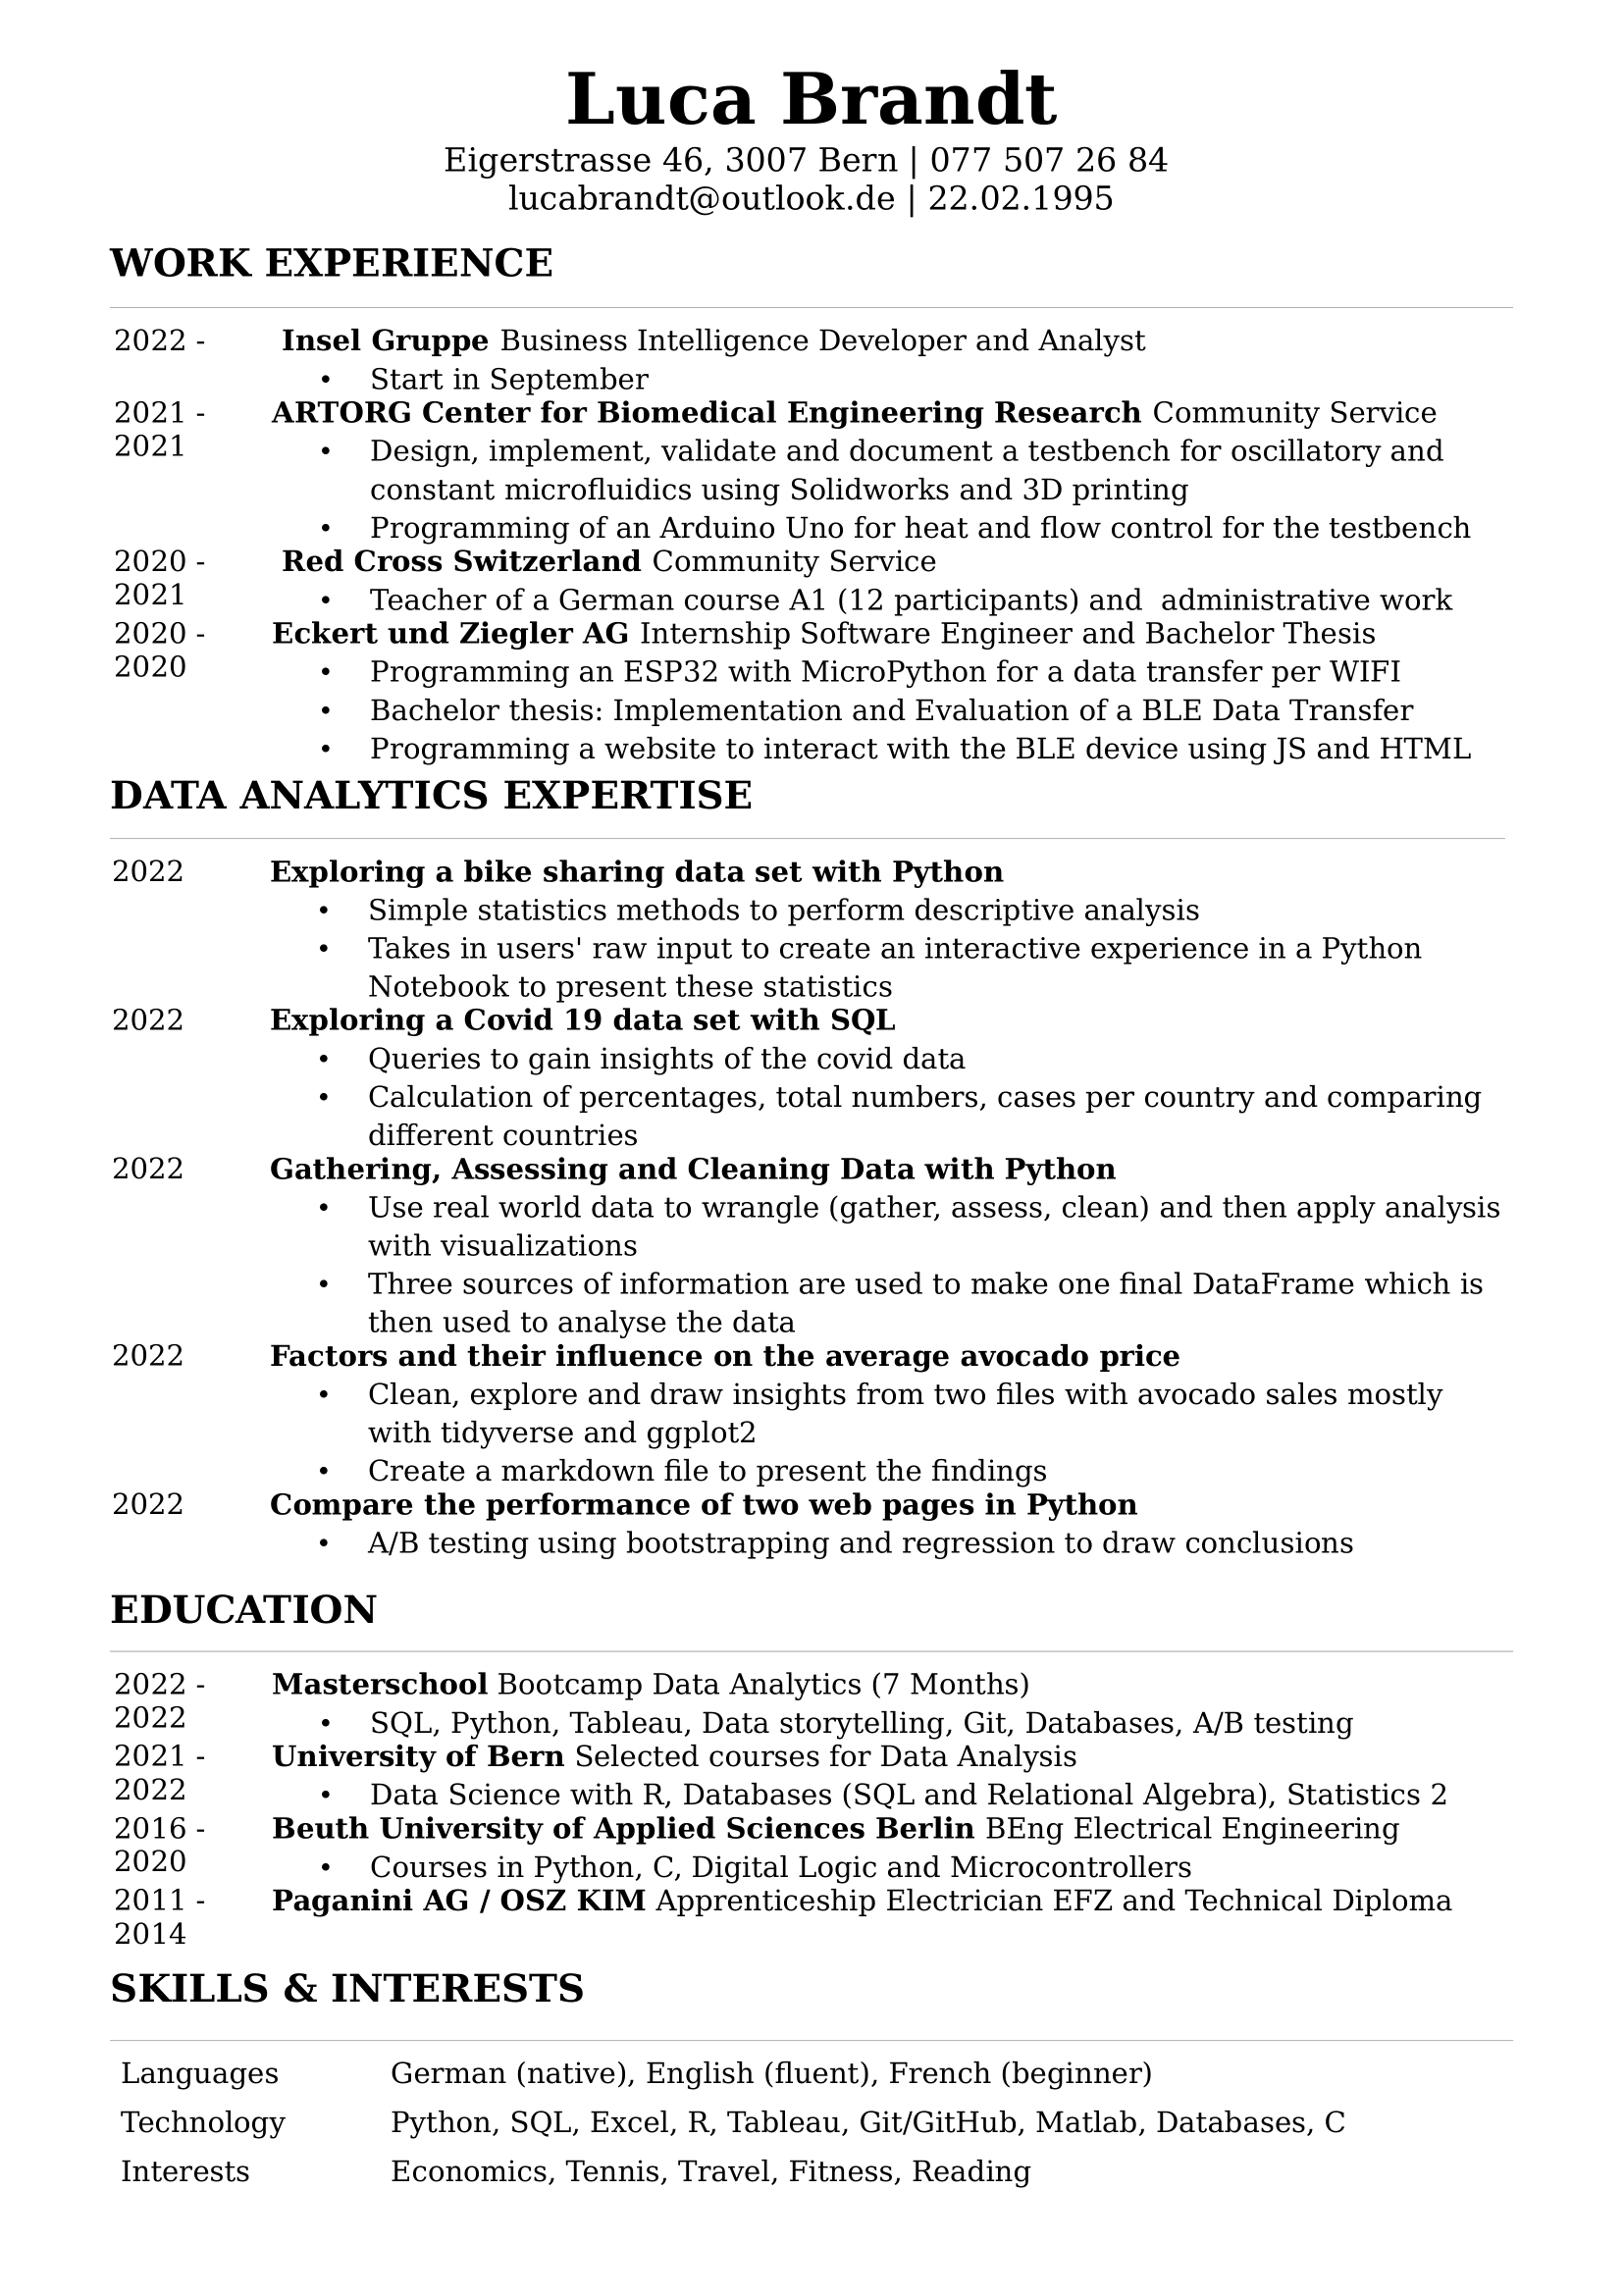 Luca Brandt
Eigerstrasse 46, 3007 Bern | 077 507 26 84
lucabrandt@outlook.de | 22.02.1995
WORK EXPERIENCE
2022 - Insel Gruppe Business Intelligence Developer and Analyst
• Start in September
2021 - ARTORG Center for Biomedical Engineering Research Community Service
2021 • Design, implement, validate and document a testbench for oscillatory and
constant microfluidics using Solidworks and 3D printing
• Programming of an Arduino Uno for heat and flow control for the testbench
2020 - Red Cross Switzerland Community Service
2021 • Teacher of a German course A1 (12 participants) and  administrative work
2020 - Eckert und Ziegler AG Internship Software Engineer and Bachelor Thesis
2020 • Programming an ESP32 with MicroPython for a data transfer per WIFI
• Bachelor thesis: Implementation and Evaluation of a BLE Data Transfer
• Programming a website to interact with the BLE device using JS and HTML
DATA ANALYTICS EXPERTISE
2022 Exploring a bike sharing data set with Python
• Simple statistics methods to perform descriptive analysis
• Takes in users' raw input to create an interactive experience in a Python
Notebook to present these statistics
2022 Exploring a Covid 19 data set with SQL
• Queries to gain insights of the covid data
• Calculation of percentages, total numbers, cases per country and comparing
different countries
2022 Gathering, Assessing and Cleaning Data with Python
• Use real world data to wrangle (gather, assess, clean) and then apply analysis
with visualizations
• Three sources of information are used to make one final DataFrame which is
then used to analyse the data
2022 Factors and their influence on the average avocado price
• Clean, explore and draw insights from two files with avocado sales mostly
with tidyverse and ggplot2
• Create a markdown file to present the findings
2022 Compare the performance of two web pages in Python
• A/B testing using bootstrapping and regression to draw conclusions
EDUCATION
2022 - Masterschool Bootcamp Data Analytics (7 Months)
2022 • SQL, Python, Tableau, Data storytelling, Git, Databases, A/B testing
2021 - University of Bern Selected courses for Data Analysis
2022 • Data Science with R, Databases (SQL and Relational Algebra), Statistics 2
2016 - Beuth University of Applied Sciences Berlin BEng Electrical Engineering
2020 • Courses in Python, C, Digital Logic and Microcontrollers
2011 - Paganini AG / OSZ KIM Apprenticeship Electrician EFZ and Technical Diploma
2014
SKILLS & INTERESTS
Languages German (native), English (fluent), French (beginner)
Technology Python, SQL, Excel, R, Tableau, Git/GitHub, Matlab, Databases, C
Interests Economics, Tennis, Travel, Fitness, Reading